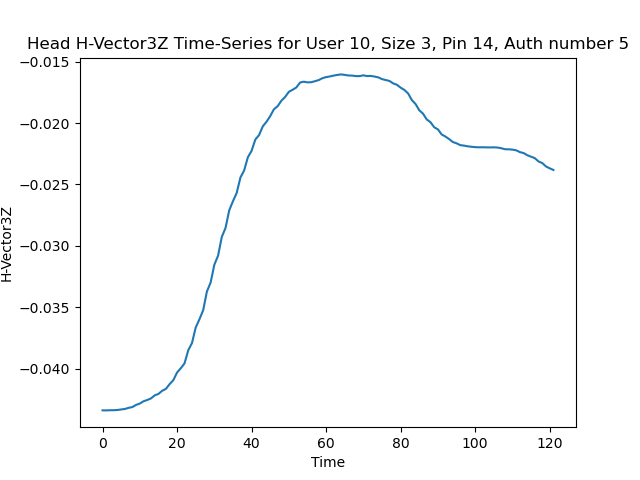 Head H-Vector3Z Time-Series for User 10, Size 3, Pin 14, Auth number 5
−0.015
−0.020
−0.025
−0.030
−0.035
−0.040
H-Vector3Z
0 20 40 60 80 100 120
Time